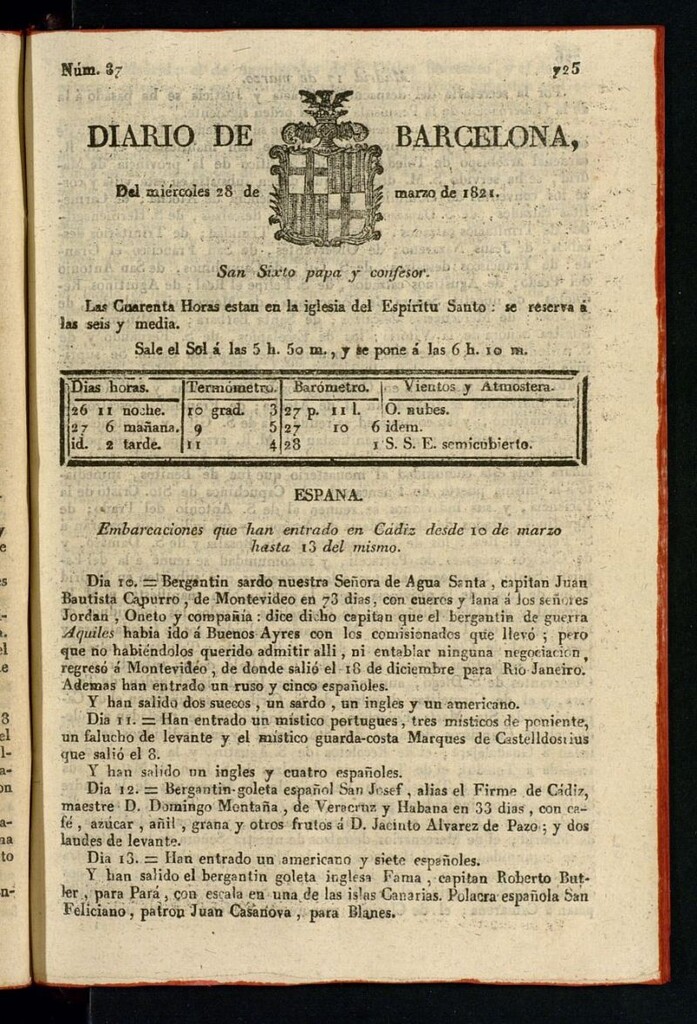 Núm. 37 725
DIARIO DE BARCELONA,
Del miércoles 28 de marzo de 1821.
San Sixto papa y confesor.
Las Cuarenta Horas estan en la iglesia del Espíritu Santo: se reserva á
las seis y media.
Sale el Sol á las 5 h. 50 m., y se pone á las 6 h. 10 m.
Dias horas. Termómetro. Barómetro. Vientos y Atmosfera.
26 11 noche. 10 grad. 3 27 p. 11 l. O. nubes.
27 6 mañana. 9 5 27 10 6 idem.
id. 2 tarde. 11 4 28 1 S. S. E. semicubierto.
ESPAÑA.
Embarcaciones que han entrado en Cádiz desde 10 de marzo
hasta 13 del mismo.
Dia 10. = Bergantin sardo nuestra Señora de Agua Santa, capitan Juan
Bautista Capurro, de Montevideo en 73 dias, con cueros y lana á los señores
Jordan, Oneto y compañía: dice dicho capitan que el bergantin de guerra
Aquiles habia ido á Buenos Ayres con los comisionados que llevó; pero
que no habiéndolos querido admitir alli, ni entablar ninguna negociacion,
regresó á Montevideo, de donde salió el 18 de diciembre para Rio Janeiro.
Ademas han entrado un ruso y cinco españoles.
Y han salido dos suecos, un sardo, un ingles y un americano.
Dia 11. = Han entrado un místico portugues, tres místicos de poniente,
un falucho de levante y el místico guarda-costa Marques de Castelldosrius
que salió el 8.
Y han salido un ingles y cuatro españoles.
Dia 12. = Bergantin-goleta español San Josef, alias el Firme de Cádiz,
maestre D. Domingo Montaña, de Veracruz y Habana en 33 dias, con ca-
fé, azúcar, añil, grana y otros frutos á D. Jacinto Alvarez de Pazo; y dos
laudes de levante.
Dia 13. = Han entrado un americano y siete españoles.
Y han salido el bergantin goleta inglesa Fama, capitan Roberto But-
ler, para Pará, con escala en una de las islas Canarias. Polacra española San
Feliciano, patron Juan Casanova, para Blanes.